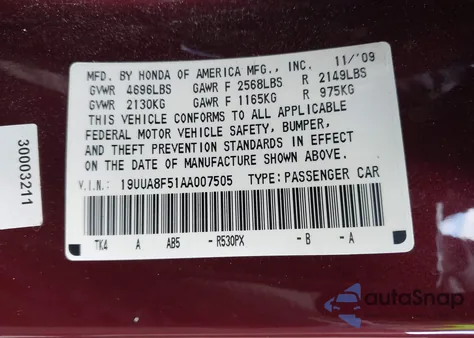 11/'09
MFD. BY HONDA OF AMERICA MFG., INC.
GVWR 4696LBS GAWR F 2568LBS R 2149LBS
GVWR 2130KG GAWR F 1165KG R 975KG
THIS VEHICLE CONFORMS TO ALL APPLICABLE
FEDERAL MOTOR VEHICLE SAFETY, BUMPER,
AND THEFT PREVENTION STANDARDS IN EFFECT
ON THE DATE OF MANUFACTURE SHOWN ABOVE.
V.I.N.: 19UUA8F51AA007505 TYPE: PASSENGER CAR
TK4 A AB5 - R530PX - B - A
30003211
autoSnap